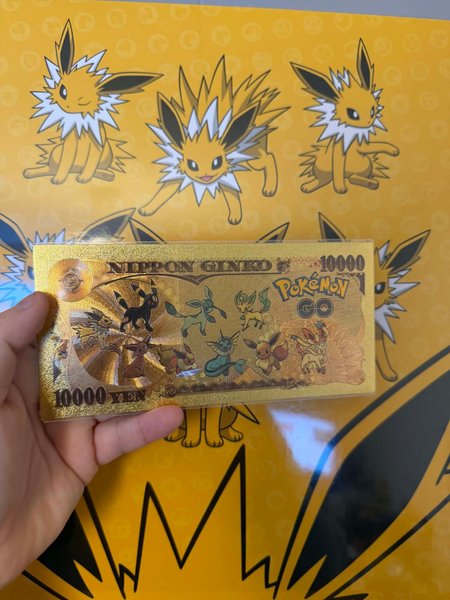 NIPPON GINKO
10000
Pokémon
GO
10000 YEN